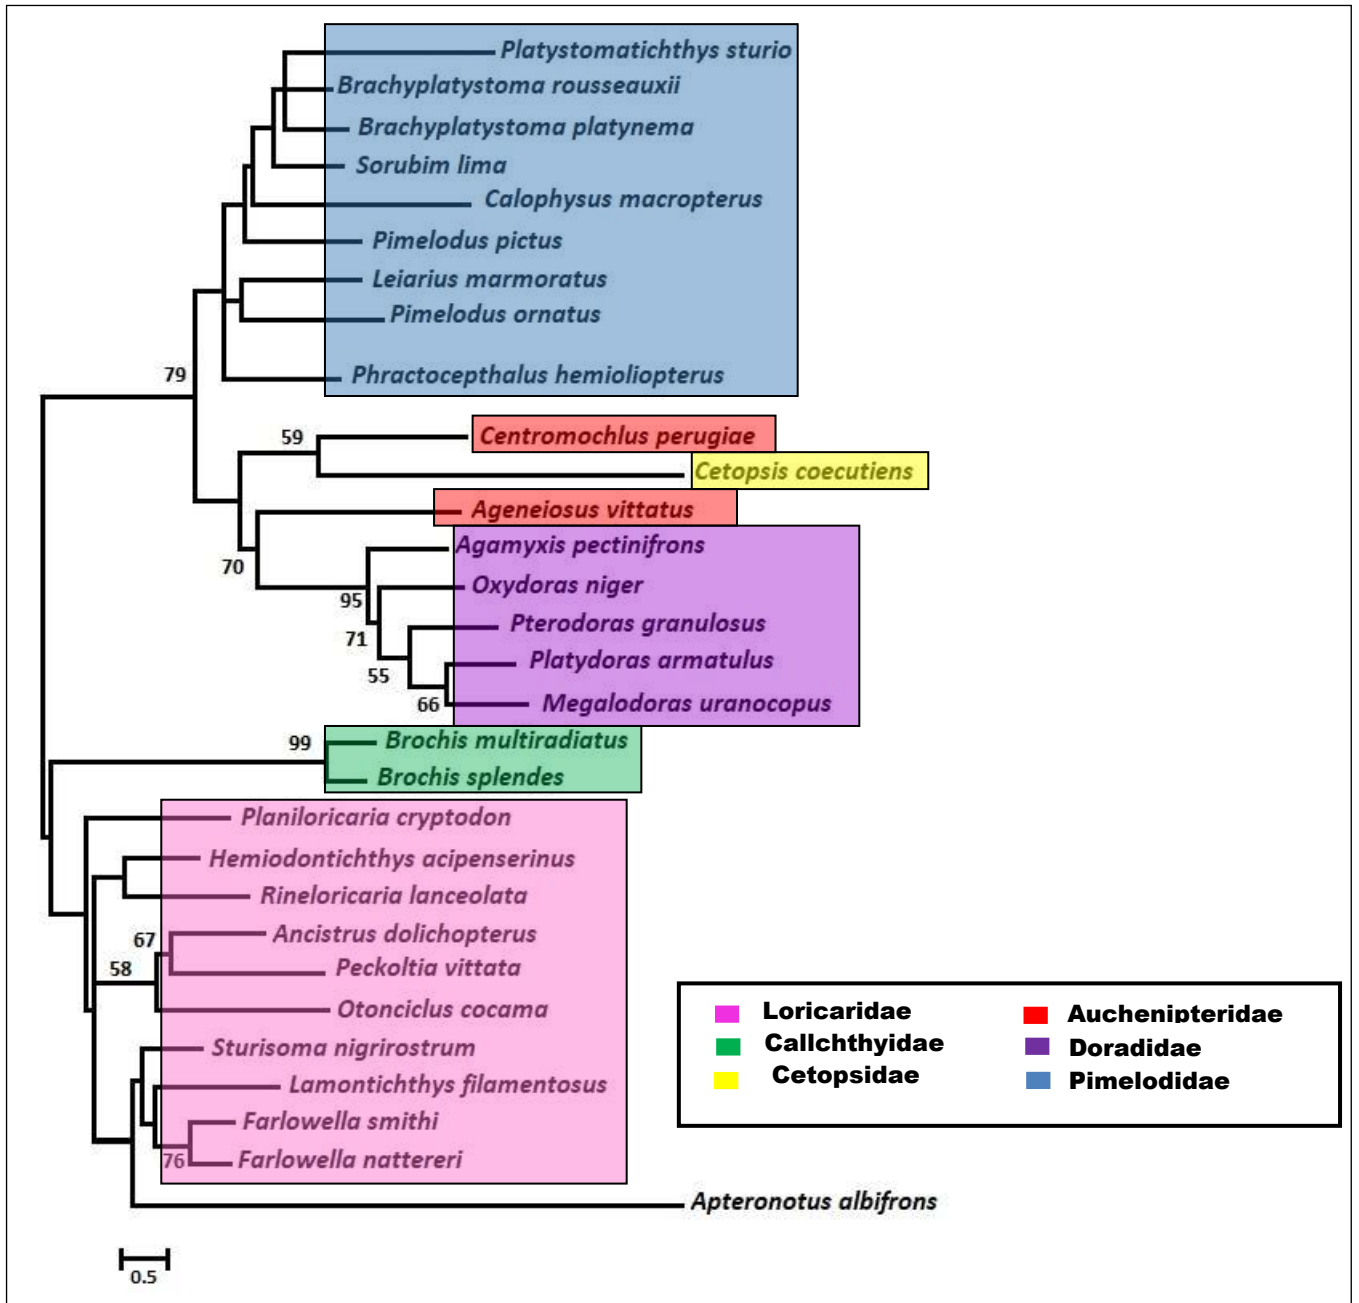 Platystomatichthys sturio
Brachyplatystoma rousseauxii
Brachyplatystoma platynema
Sorubim lima
Calophysus macropterus
Pimelodus pictus
Leiarius marmoratus
Pimelodus ornatus
79
Phractocepthalus hemioliopterus
59
Centromochlus perugiae
Cetopsis coecutiens
Ageneiosus vittatus
Agamyxis pectinifrons
70
Oxydoras niger
95
Pterodoras granulosus
71
Platydoras armatulus
55
Megalodoras uranocopus
66
99
Brochis multiradiatus
Brochis splendes
Planiloricaria cryptodon
Hemiodontichthys acipenserinus
Rineloricaria lanceolata
67
Ancistrus dolichopterus
58
Peckoltia vittata
Otonciclus cocama
Sturisoma nigrirostrum
Lamontichthys filamentosus
Farlowella smithi
76
Farlowella nattereri
Apteronotus albifrons
0.5
Loricaridae
Callchthyidae
Cetopsidae
Auchenipteridae
Doradidae
Pimelodidae